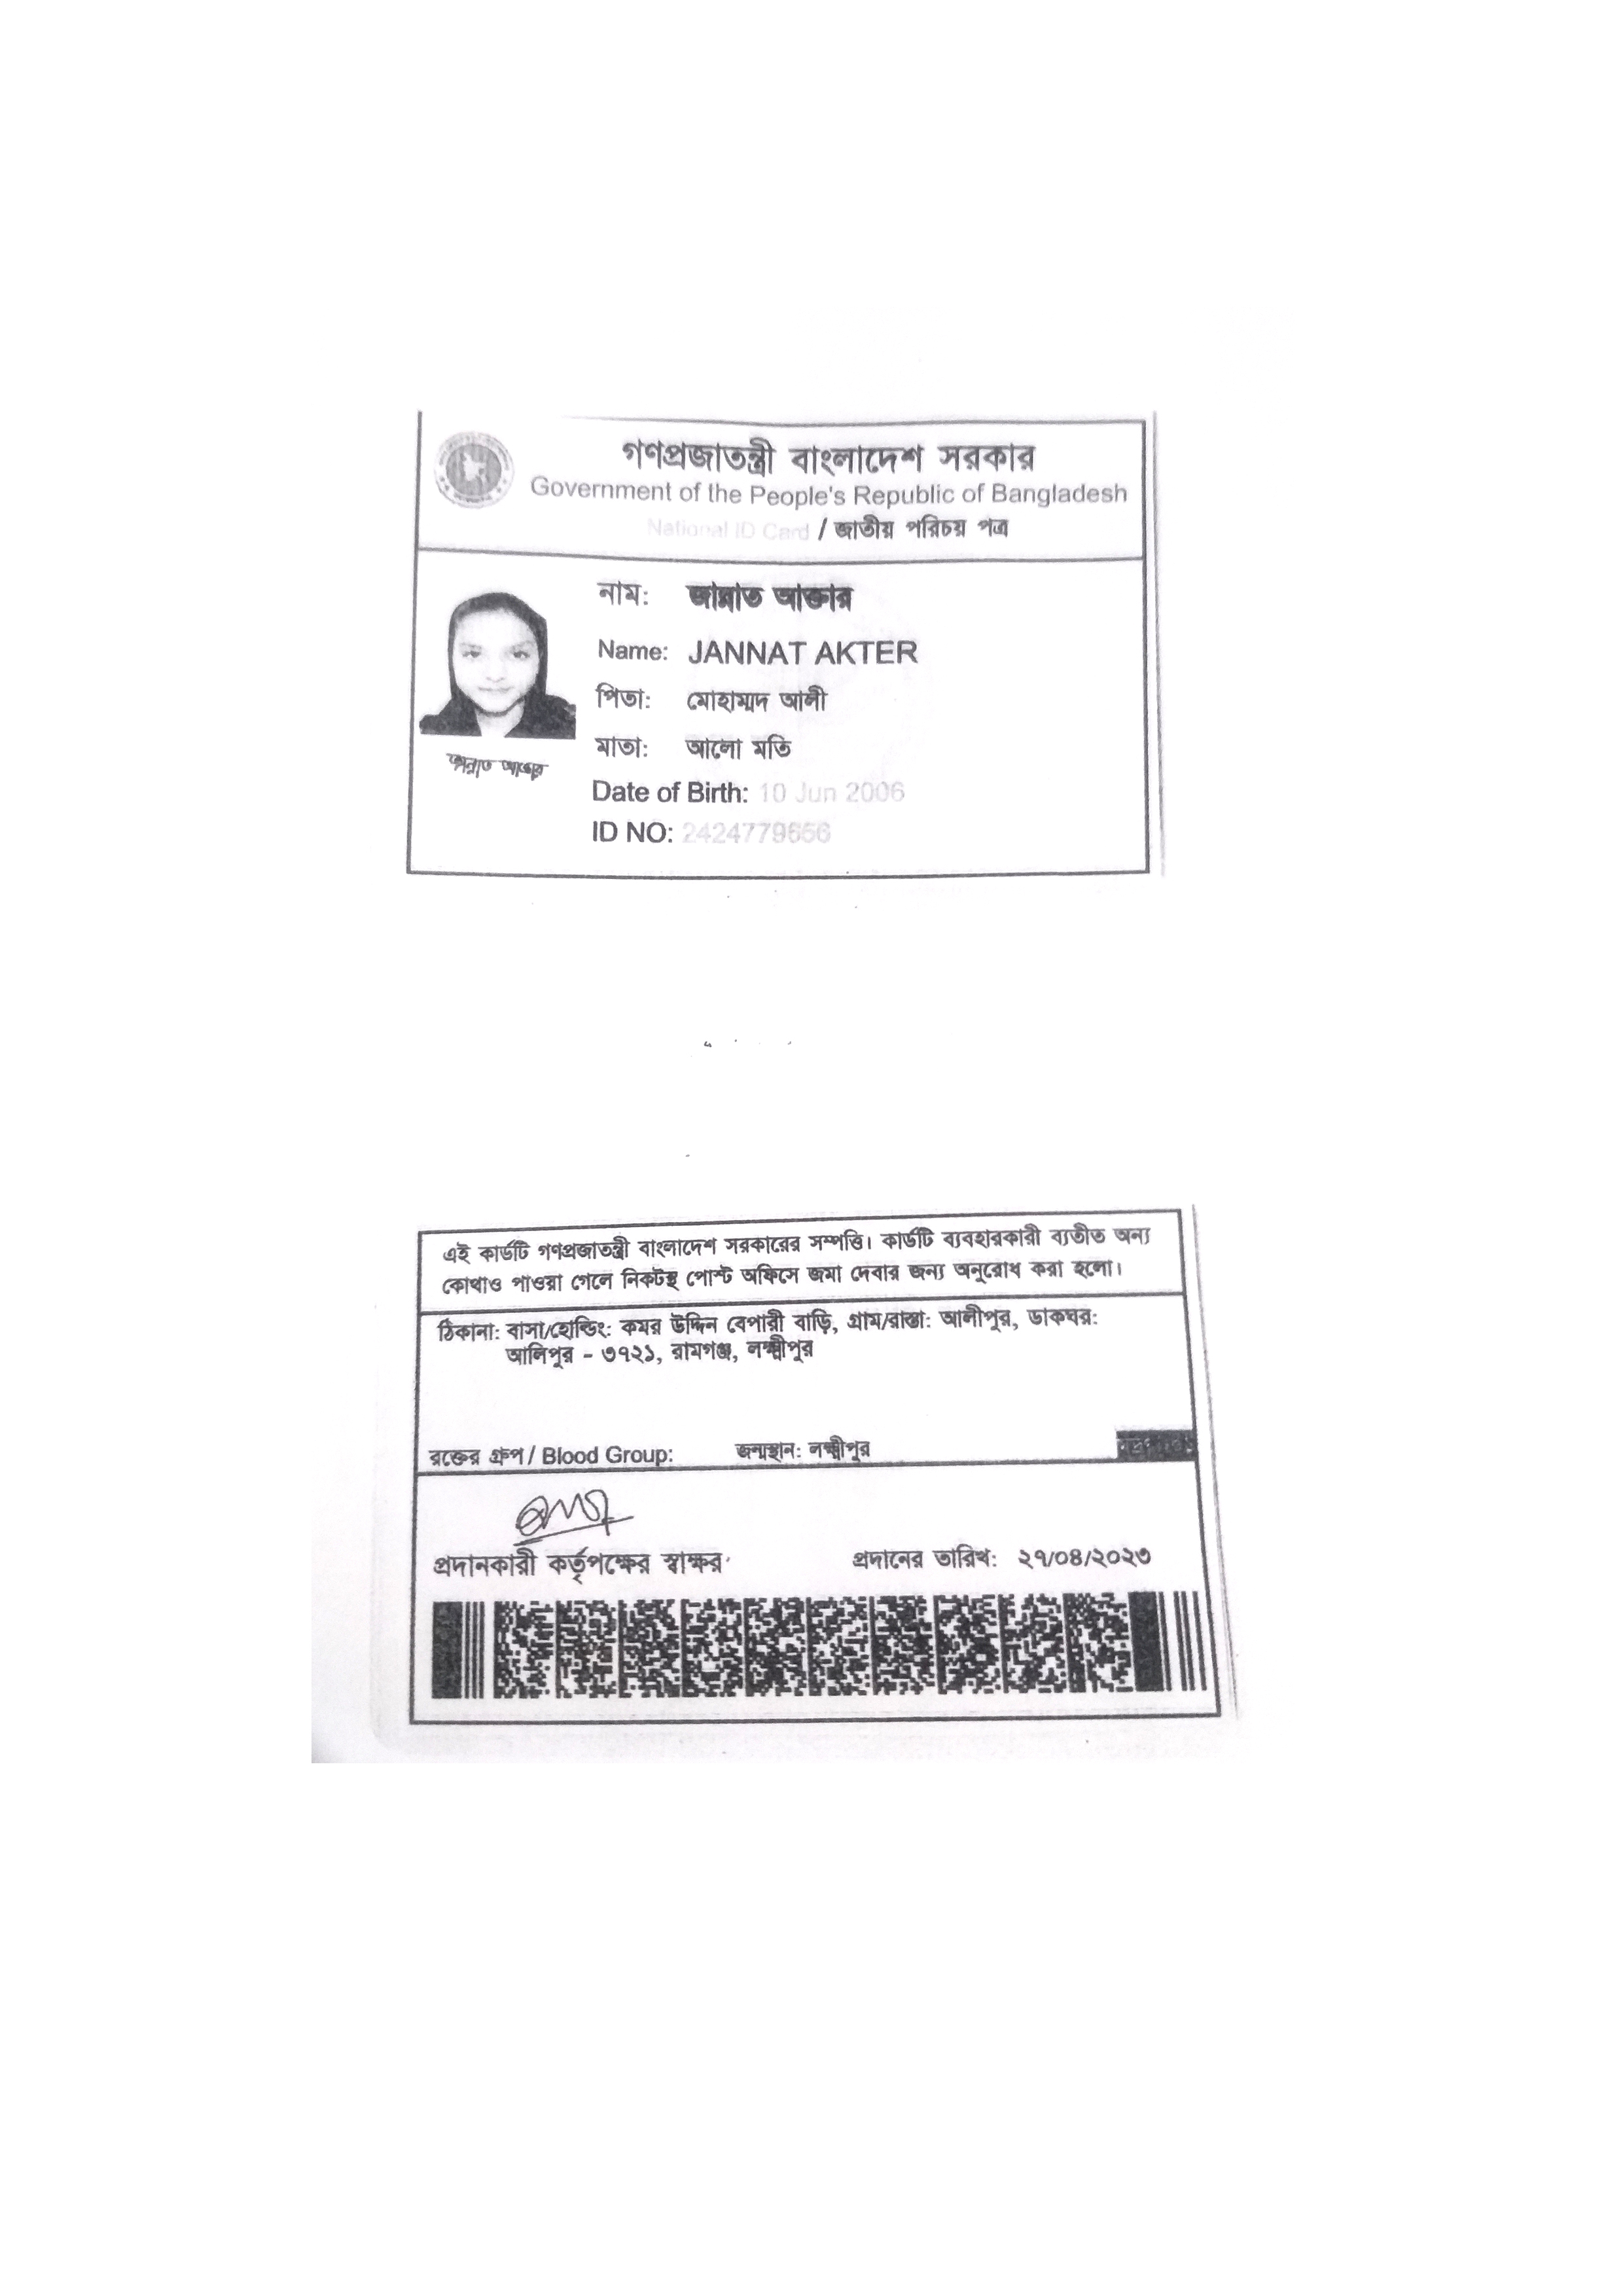 গণপ্রজাতন্ত্রী বাংলাদেশ সরকার
Government of the People's Republic of Bangladesh
National ID Card / জাতীয় পরিচয় পত্র
নাম: জান্নাত আক্তার
Name: JANNAT AKTER
পিতা: মোহাম্মদ আলী
মাতা: আলো মতি
জান্নাত আক্তার
Date of Birth: 10 Jun 2006
ID NO: 2424779666
এই কার্ডটি গণপ্রজাতন্ত্রী বাংলাদেশ সরকারের সম্পত্তি। কার্ডটি ব্যবহারকারী ব্যতীত অন্য
কোথাও পাওয়া গেলে নিকটস্থ পোস্ট অফিসে জমা দেবার জন্য অনুরোধ করা হলো।
ঠিকানা: বাসা/হোল্ডিং: কমর উদ্দিন বেপারী বাড়ি, গ্রাম/রাস্তা: আলীপুর, ডাকঘর:
আলিপুর - ৩৭২১, রামগঞ্জ, লক্ষ্মীপুর
রক্তের গ্রুপ / Blood Group: জন্মস্থান: লক্ষ্মীপুর
প্রদানকারী কর্তৃপক্ষের স্বাক্ষর প্রদানের তারিখ: ২৭/০৪/২০২৩